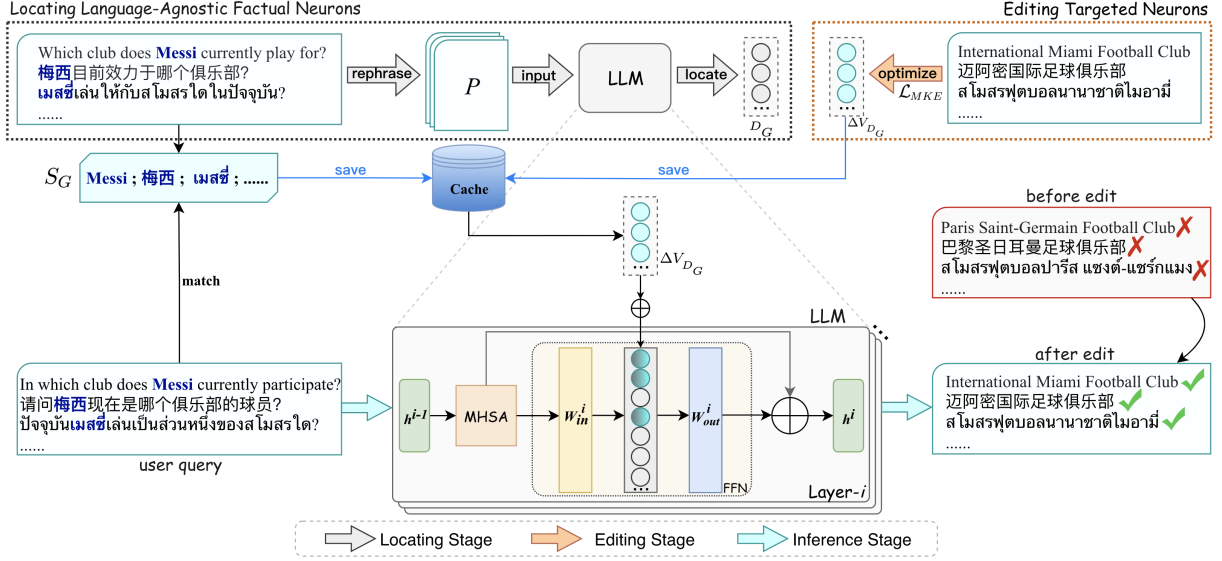 Locating Language-Agnostic Factual Neurons
Editing Targeted Neurons
Which club does Messi currently play for?
梅西目前效力于哪个俱乐部?
เมสซี่เล่นให้กับสโมสรใดในปัจจุบัน?
......
rephrase
P
input
LLM
locate
...
D_G
...
ΔV_{D_G}
optimize
L_{MKE}
International Miami Football Club
迈阿密国际足球俱乐部
สโมสรฟุตบอลนานาชาติไมอามี่
......
S_G
Messi ; 梅西 ; เมสซี่ ; ......
save
Cache
save
before edit
Paris Saint-Germain Football Club
巴黎圣日耳曼足球俱乐部
สโมสรฟุตบอลปารีส แซงต์-แชร์กแมง
......
...
ΔV_{D_G}
match
LLM
...
In which club does Messi currently participate?
请问梅西现在是哪个俱乐部的球员?
ปัจจุบันเมสซี่เล่นเป็นส่วนหนึ่งของสโมสรใด?
......
user query
h^{i-1}
MHSA
W_{in}^i
...
W_{out}^i
FFN
h^i
Layer-i
after edit
International Miami Football Club
迈阿密国际足球俱乐部
สโมสรฟุตบอลนานาชาติไมอามี่
......
Locating Stage
Editing Stage
Inference Stage